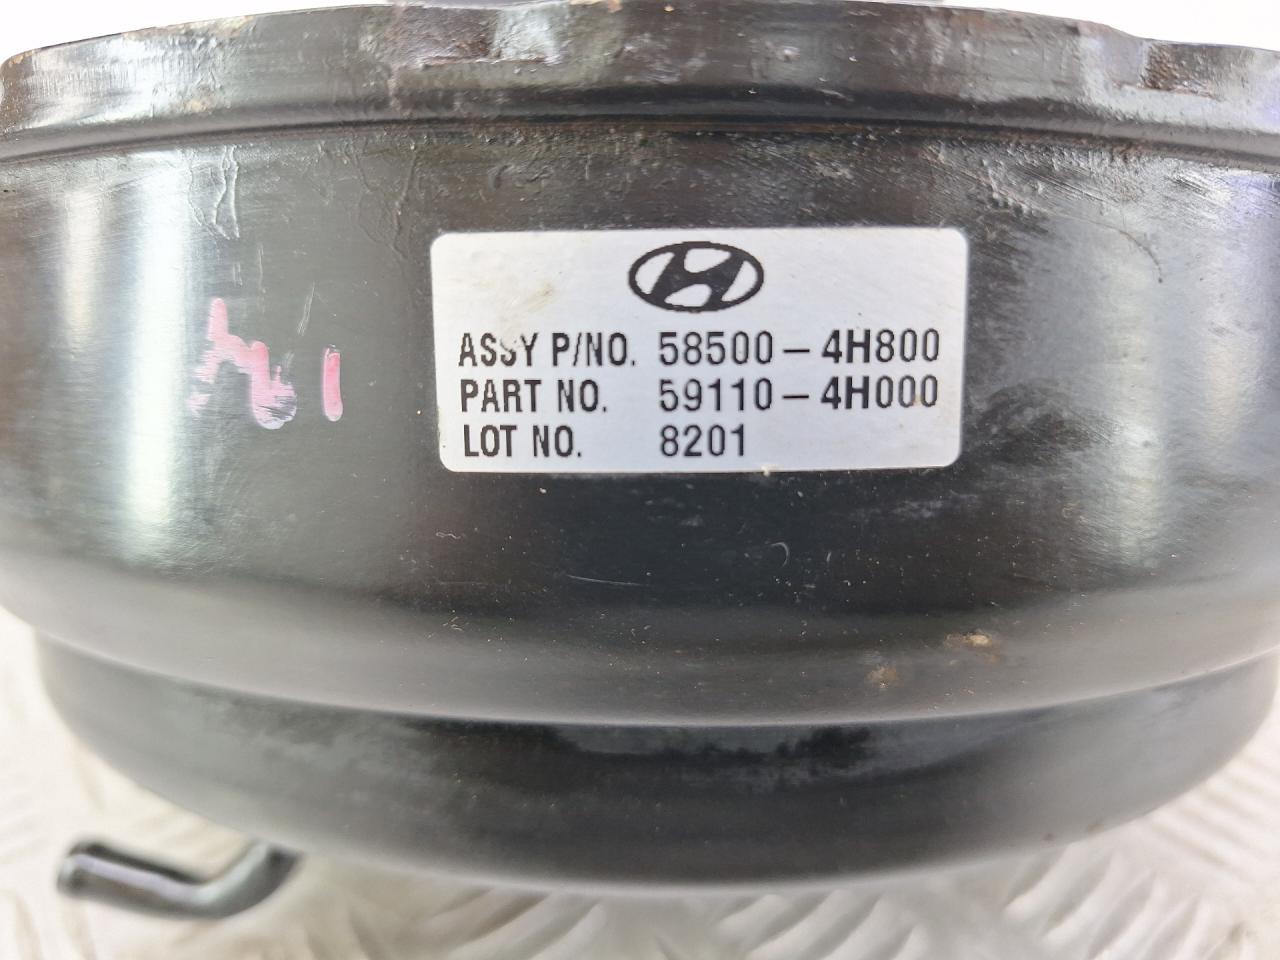 ASSY P/NO. 58500-4H800
PART NO. 59110-4H000
LOT NO. 8201